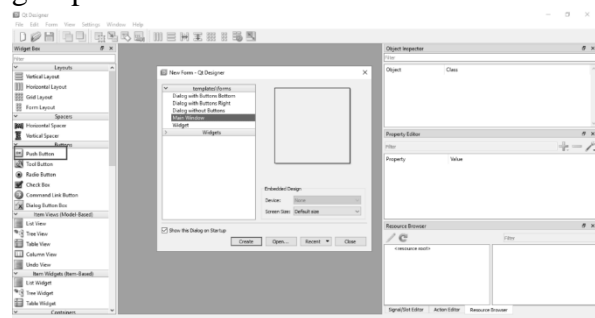 Qt Designer
File Edit Form View Settings Window Help
Widget Box
Filter
Layouts
Vertical Layout
Horizontal Layout
Grid Layout
Form Layout
Spacers
Horizontal Spacer
Vertical Spacer
Buttons
Push Button
Tool Button
Radio Button
Check Box
Command Link Button
Dialog Button Box
Item Views (Model-Based)
List View
Tree View
Table View
Column View
Undo View
Item Widgets (Item-Based)
List Widget
Tree Widget
Table Widget
Containers
New Form - Qt Designer
templates\forms
Dialog with Buttons Bottom
Dialog with Buttons Right
Dialog without Buttons
Main Window
Widget
Widgets
Embedded Design
Device: None
Screen Size: Default size
Show this Dialog on Startup
Create Open... Recent Close
Object Inspector
Filter
Object Class
Property Editor
Filter
Property Value
Resource Browser
Filter
<resource root>
Signal/Slot Editor Action Editor Resource Browser